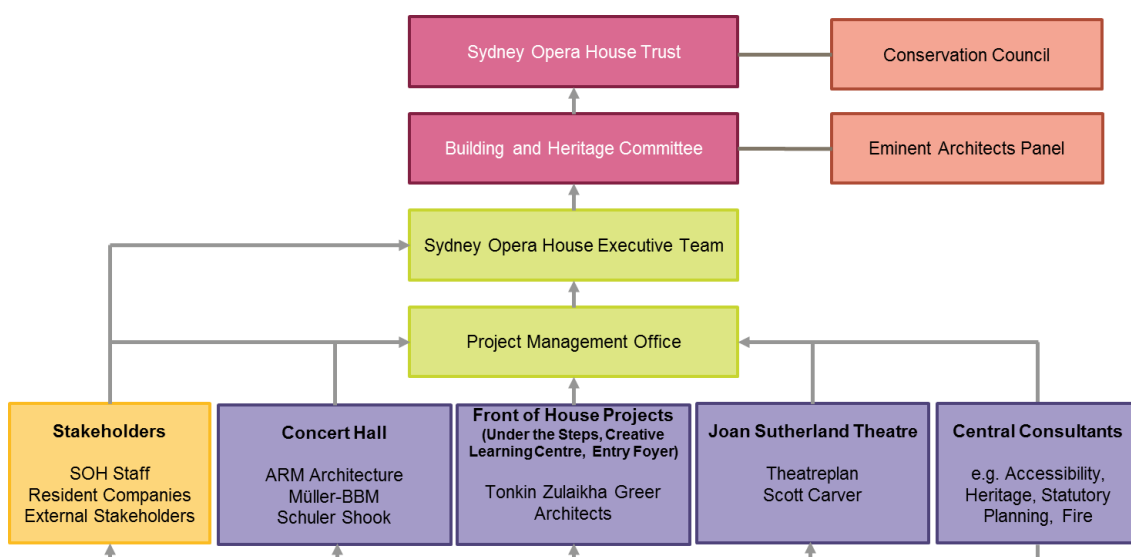 Sydney Opera House Trust
Conservation Council
Building and Heritage Committee
Eminent Architects Panel
Sydney Opera House Executive Team
Project Management Office
Stakeholders
SOH Staff
Resident Companies
External Stakeholders
Concert Hall
ARM Architecture
Müller-BBM
Schuler Shook
Front of House Projects
(Under the Steps, Creative
Learning Centre, Entry Foyer)
Tonkin Zulaikha Greer
Architects
Joan Sutherland Theatre
Theatreplan
Scott Carver
Central Consultants
e.g. Accessibility,
Heritage, Statutory
Planning, Fire